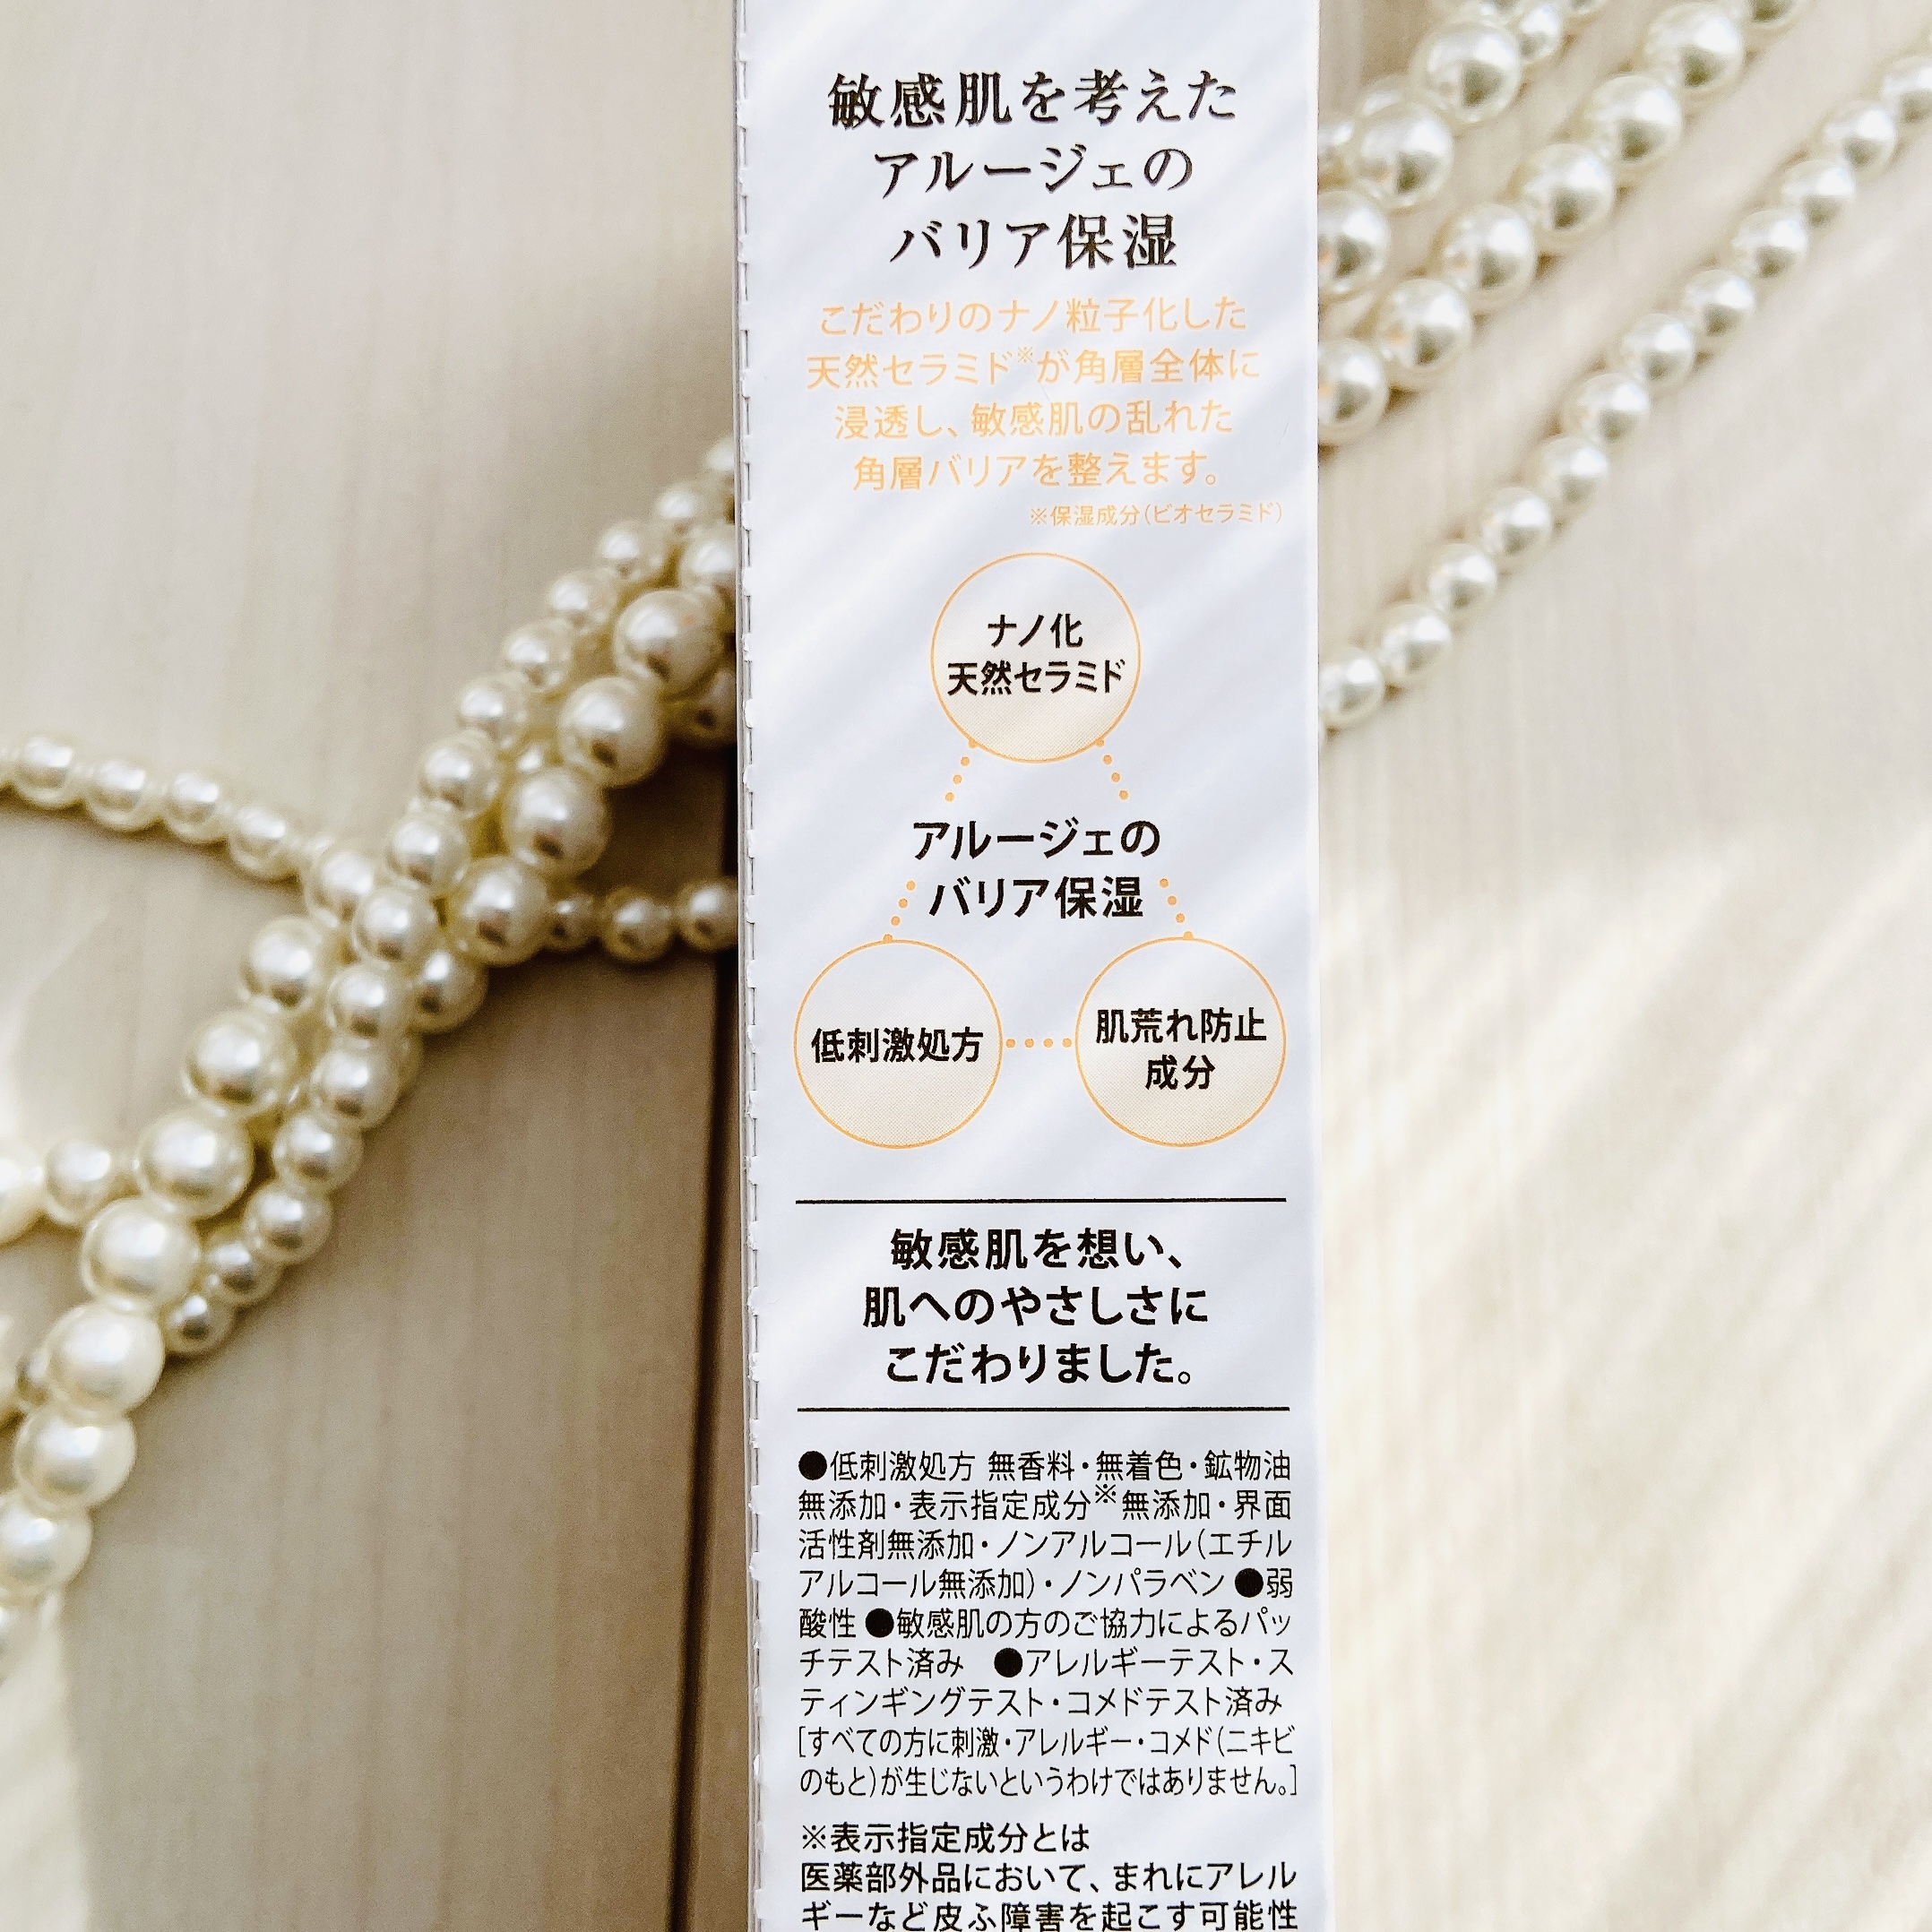 敏感肌を考えた
アルージェの
バリア保湿
こだわりのナノ粒子化した
天然セラミド※が角層全体に
浸透し、敏感肌の乱れた
角層バリアを整えます。
※保湿成分(ビオセラミド)
ナノ化
天然セラミド
アルージェの
バリア保湿
低刺激処方
肌荒れ防止
成分
敏感肌を想い、
肌へのやさしさに
こだわりました。
●低刺激処方 無香料・無着色・鉱物油
無添加・表示指定成分※無添加・界面
活性剤無添加・ノンアルコール(エチル
アルコール無添加)・ノンパラベン ●弱
酸性 ●敏感肌の方のご協力によるパッ
チテスト済み ●アレルギーテスト・ス
ティンギングテスト・コメドテスト済み
[すべての方に刺激・アレルギー・コメド(ニキビ
のもと)が生じないというわけではありません。]
※表示指定成分とは
医薬部外品において、まれにアレル
ギーなど皮ふ障害を起こす可能性